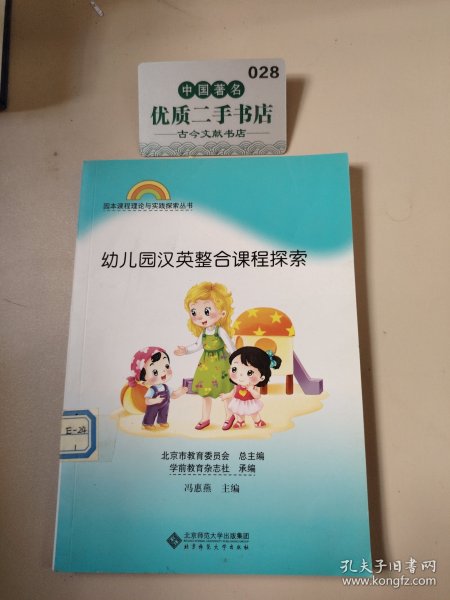 028
中国著名
优质二手书店
古今文献书店
园本课程理论与实践探索丛书
幼儿园汉英整合课程探索
E-24
1
北京市教育委员会 总主编
学前教育杂志社 承编
冯惠燕 主编
北京师范大学出版集团
北京师范大学出版社
孔夫子旧书网
www.kongfz.com